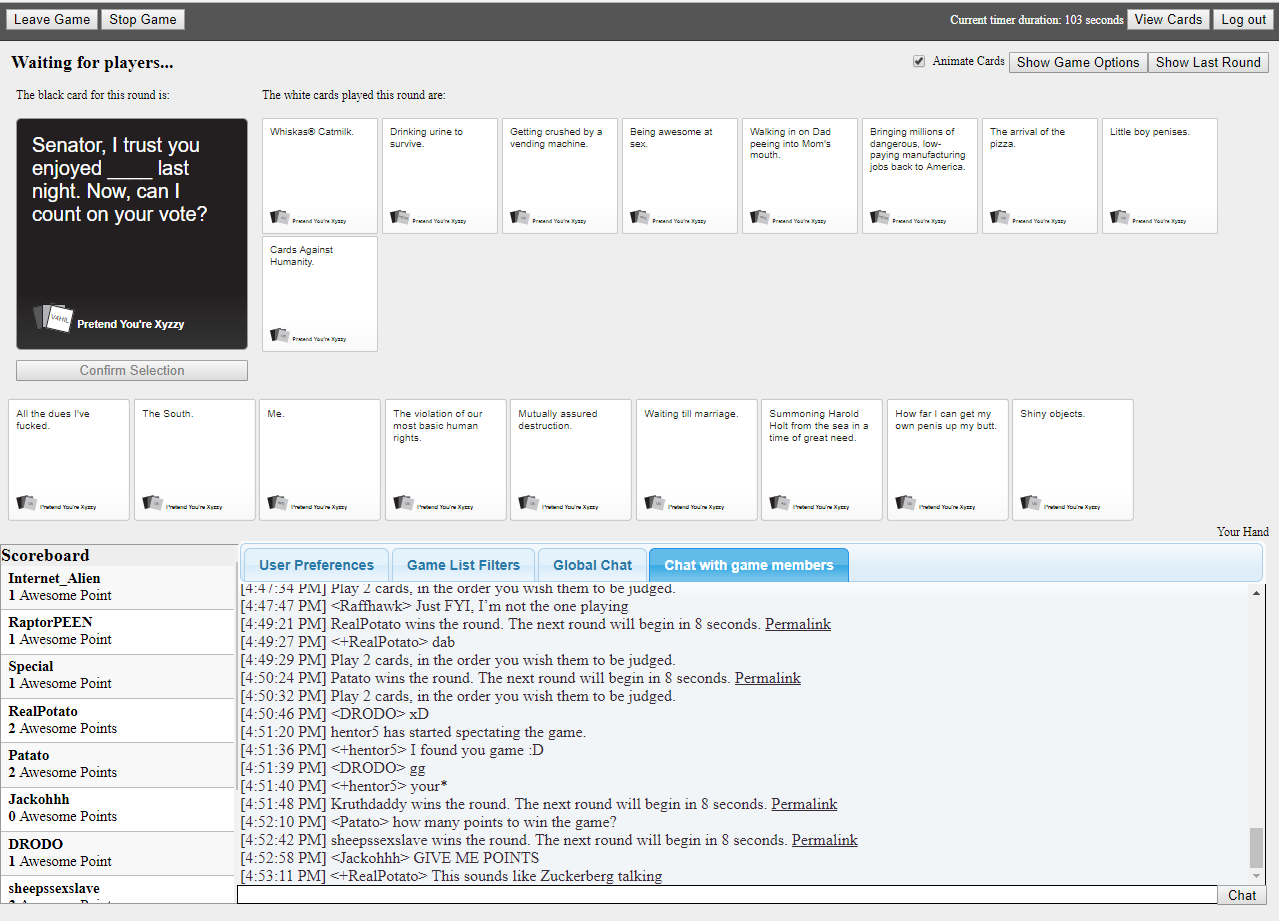 Leave Game Stop Game Current timer duration: 103 seconds View Cards Log out
Waiting for players... Animate Cards Show Game Options Show Last Round
The black card for this round is: The white cards played this round are:
Senator, I trust you
enjoyed ____ last
night. Now, can I
count on your vote?
Pretend You're Xyzzy
Whiskas® Catmilk.
Pretend You're Xyzzy
Drinking urine to
survive.
Pretend You're Xyzzy
Getting crushed by a
vending machine.
Pretend You're Xyzzy
Being awesome at
sex.
Pretend You're Xyzzy
Walking in on Dad
peeing into Mom's
mouth.
Pretend You're Xyzzy
Bringing millions of
dangerous, low-
paying manufacturing
jobs back to America.
Pretend You're Xyzzy
The arrival of the
pizza.
Pretend You're Xyzzy
Little boy penises.
Pretend You're Xyzzy
Cards Against
Humanity.
Pretend You're Xyzzy
Confirm Selection
All the dues I've
fucked.
Pretend You're Xyzzy
The South.
Pretend You're Xyzzy
Me.
Pretend You're Xyzzy
The violation of our
most basic human
rights.
Pretend You're Xyzzy
Mutually assured
destruction.
Pretend You're Xyzzy
Waiting till marriage.
Pretend You're Xyzzy
Summoning Harold
Holt from the sea in a
time of great need.
Pretend You're Xyzzy
How far I can get my
own penis up my butt.
Pretend You're Xyzzy
Shiny objects.
Pretend You're Xyzzy
Your Hand
Scoreboard
Internet_Alien
1 Awesome Point
RaptorPEEN
1 Awesome Point
Special
1 Awesome Point
RealPotato
2 Awesome Points
Patato
2 Awesome Points
Jackohhh
0 Awesome Points
DRODO
1 Awesome Point
sheepssexslave
User Preferences Game List Filters Global Chat Chat with game members
[4:47:34 PM] Play 2 cards, in the order you wish them to be judged.
[4:47:47 PM] <Raffhawk> Just FYI, I'm not the one playing
[4:49:21 PM] RealPotato wins the round. The next round will begin in 8 seconds. Permalink
[4:49:27 PM] <+RealPotato> dab
[4:49:29 PM] Play 2 cards, in the order you wish them to be judged.
[4:50:24 PM] Patato wins the round. The next round will begin in 8 seconds. Permalink
[4:50:32 PM] Play 2 cards, in the order you wish them to be judged.
[4:50:46 PM] <DRODO> xD
[4:51:20 PM] hentor5 has started spectating the game.
[4:51:36 PM] <+hentor5> I found you game :D
[4:51:39 PM] <DRODO> gg
[4:51:40 PM] <+hentor5> your*
[4:51:48 PM] Kruthdaddy wins the round. The next round will begin in 8 seconds. Permalink
[4:52:10 PM] <Patato> how many points to win the game?
[4:52:42 PM] sheepssexslave wins the round. The next round will begin in 8 seconds. Permalink
[4:52:58 PM] <Jackohhh> GIVE ME POINTS
[4:53:11 PM] <+RealPotato> This sounds like Zuckerberg talking
Chat